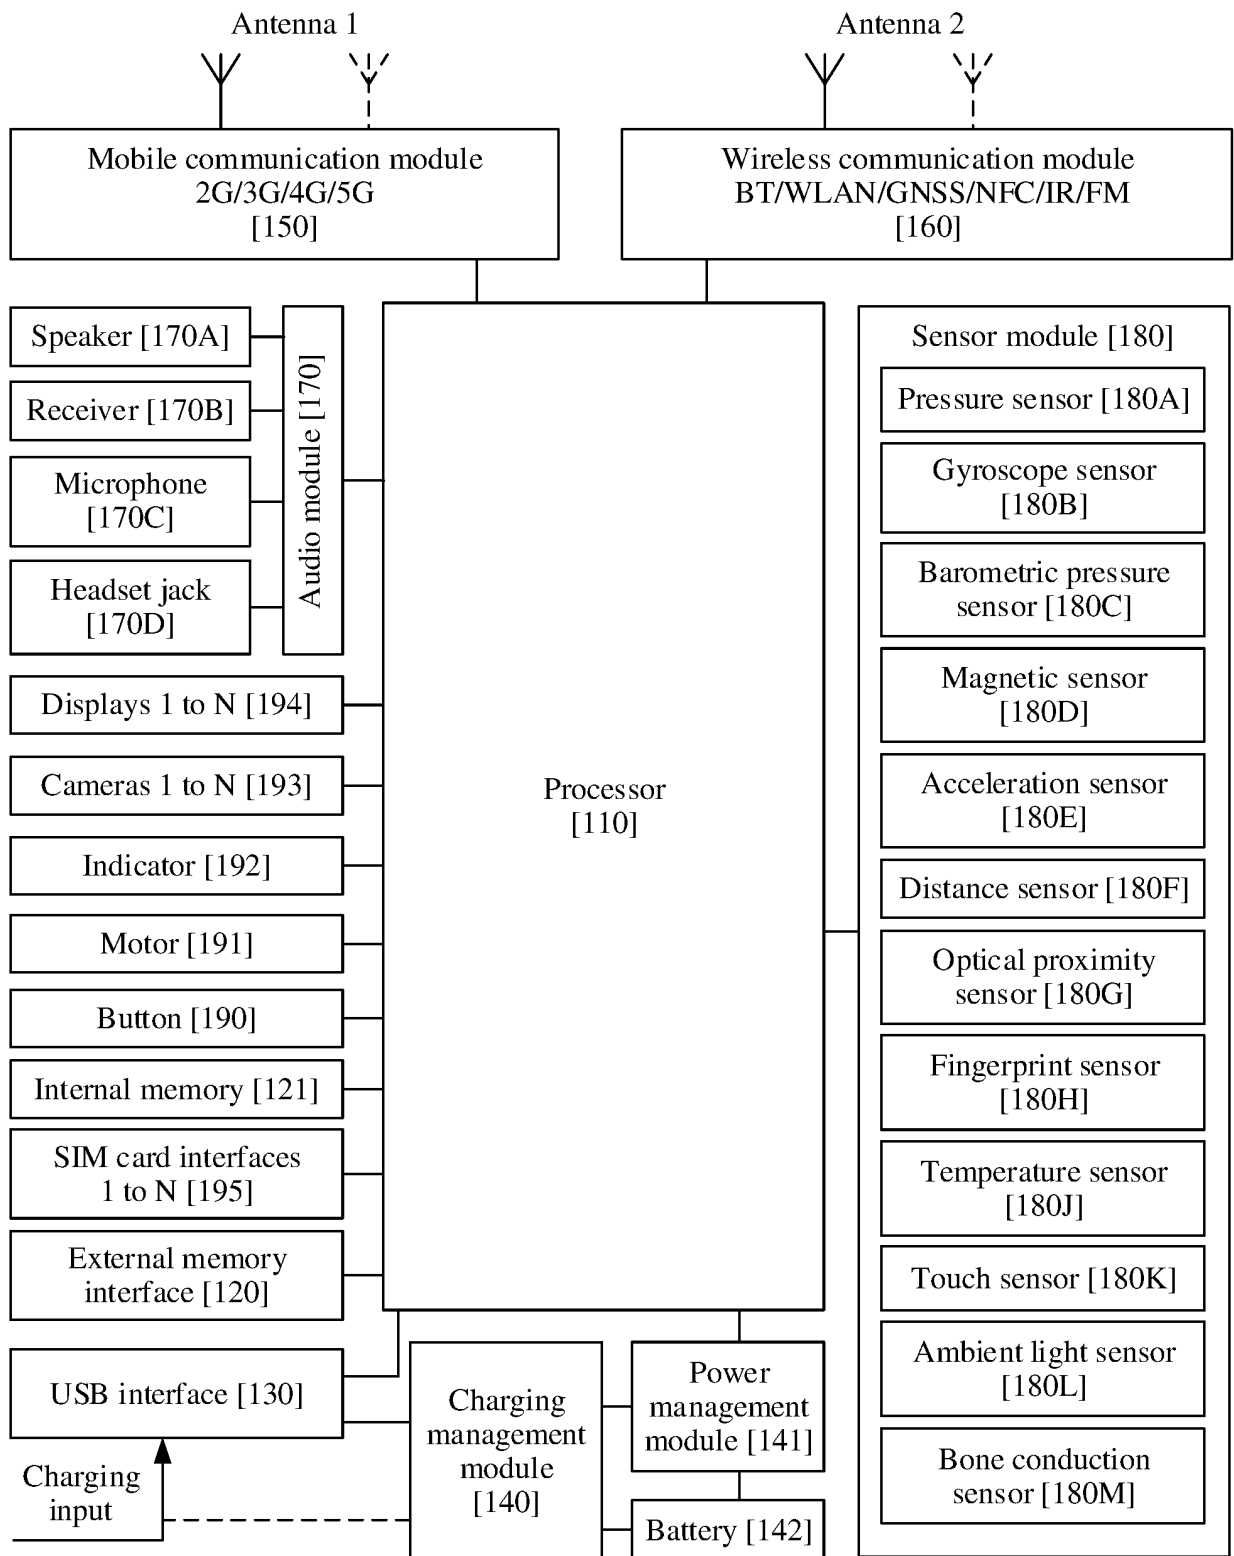 Antenna 1
Antenna 2
Mobile communication module
2G/3G/4G/5G
[150]
Wireless communication module
BT/WLAN/GNSS/NFC/IR/FM
[160]
Speaker [170A]
Receiver [170B]
Microphone
[170C]
Headset jack
[170D]
Audio module [170]
Displays 1 to N [194]
Cameras 1 to N [193]
Indicator [192]
Motor [191]
Button [190]
Internal memory [121]
SIM card interfaces
1 to N [195]
External memory
interface [120]
USB interface [130]
Charging
input
Processor
[110]
Charging
management
module
[140]
Power
management
module [141]
Battery [142]
Sensor module [180]
Pressure sensor [180A]
Gyroscope sensor
[180B]
Barometric pressure
sensor [180C]
Magnetic sensor
[180D]
Acceleration sensor
[180E]
Distance sensor [180F]
Optical proximity
sensor [180G]
Fingerprint sensor
[180H]
Temperature sensor
[180J]
Touch sensor [180K]
Ambient light sensor
[180L]
Bone conduction
sensor [180M]